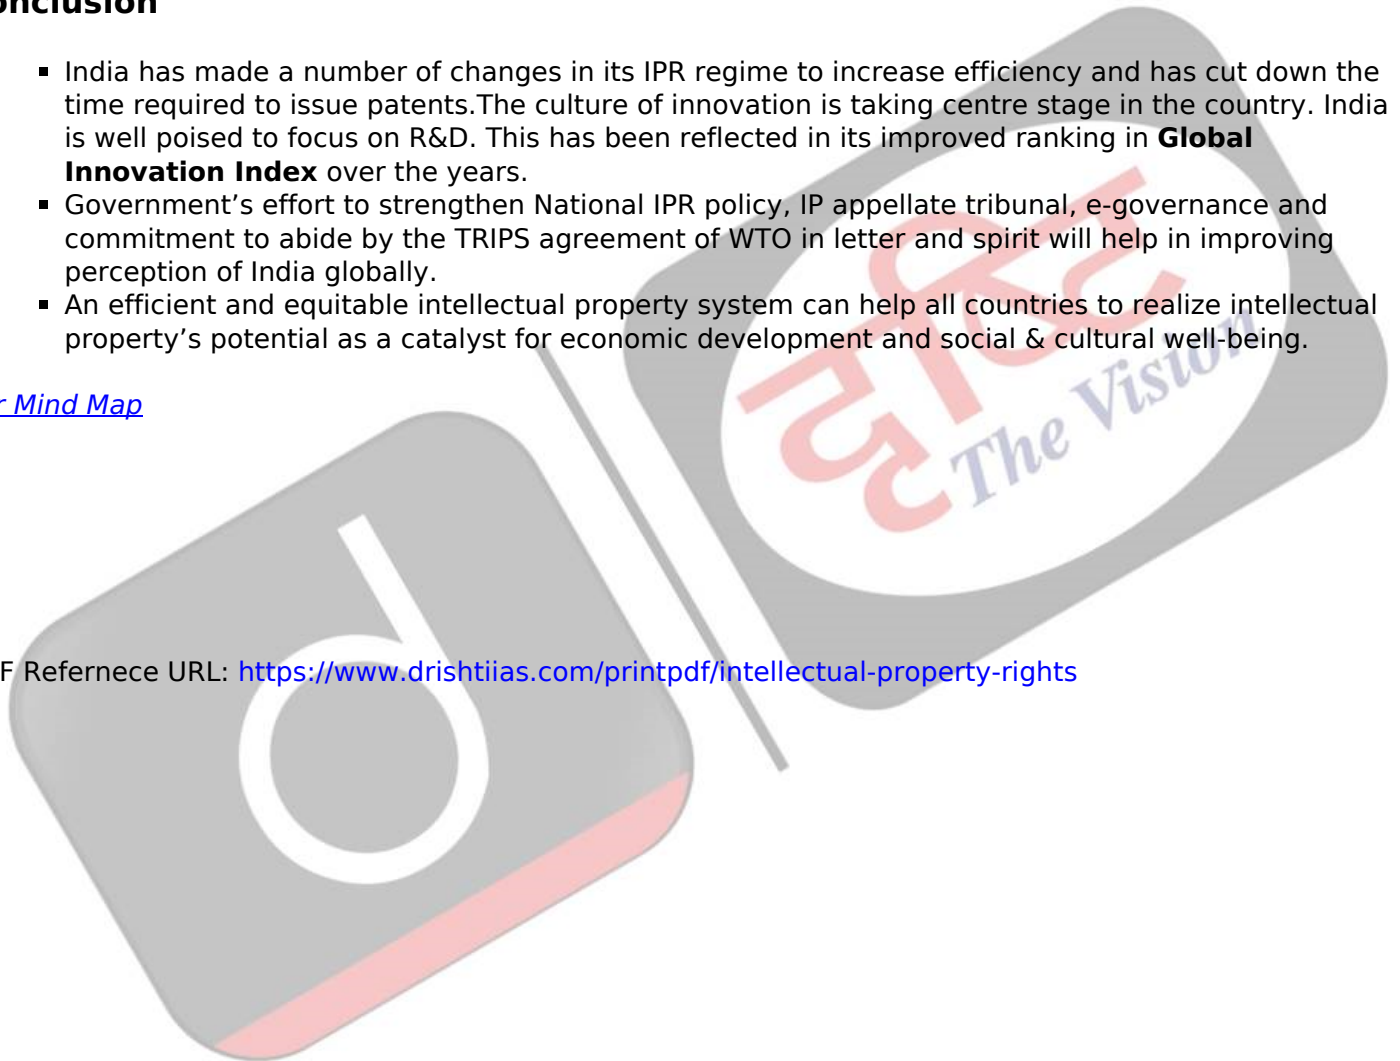 onclusion
India has made a number of changes in its IPR regime to increase efficiency and has cut down the
time required to issue patents.The culture of innovation is taking centre stage in the country. India
is well poised to focus on R&D. This has been reflected in its improved ranking in Global
Innovation Index over the years.
Government’s effort to strengthen National IPR policy, IP appellate tribunal, e-governance and
commitment to abide by the TRIPS agreement of WTO in letter and spirit will help in improving
perception of India globally.
An efficient and equitable intellectual property system can help all countries to realize intellectual
property’s potential as a catalyst for economic development and social & cultural well-being.
r Mind Map
F Refernece URL: https://www.drishtiias.com/printpdf/intellectual-property-rights
दृष्टि
The Vision
d